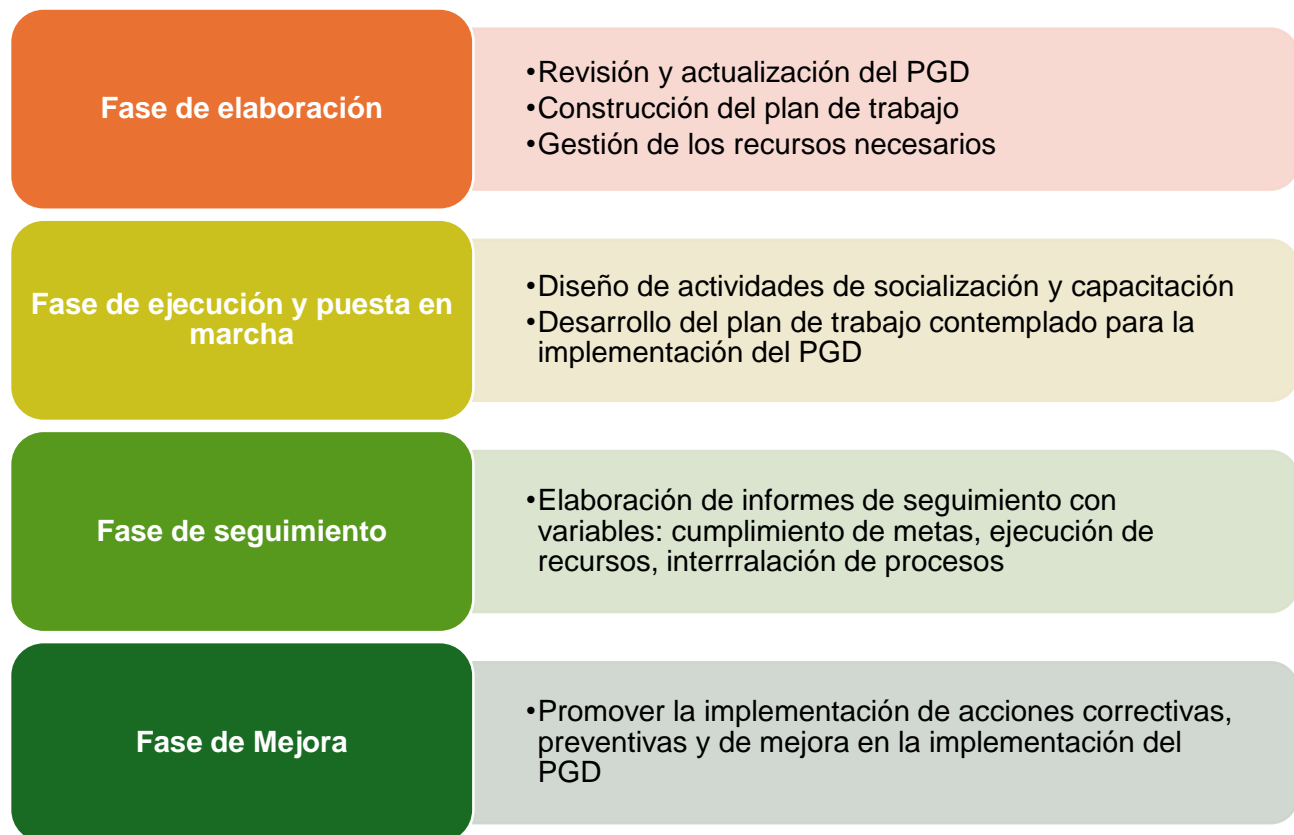 Fase de elaboración
•Revisión y actualización del PGD
•Construcción del plan de trabajo
•Gestión de los recursos necesarios
Fase de ejecución y puesta en
marcha
•Diseño de actividades de socialización y capacitación
•Desarrollo del plan de trabajo contemplado para la
implementación del PGD
Fase de seguimiento
•Elaboración de informes de seguimiento con
variables: cumplimiento de metas, ejecución de
recursos, interrralación de procesos
Fase de Mejora
•Promover la implementación de acciones correctivas,
preventivas y de mejora en la implementación del
PGD